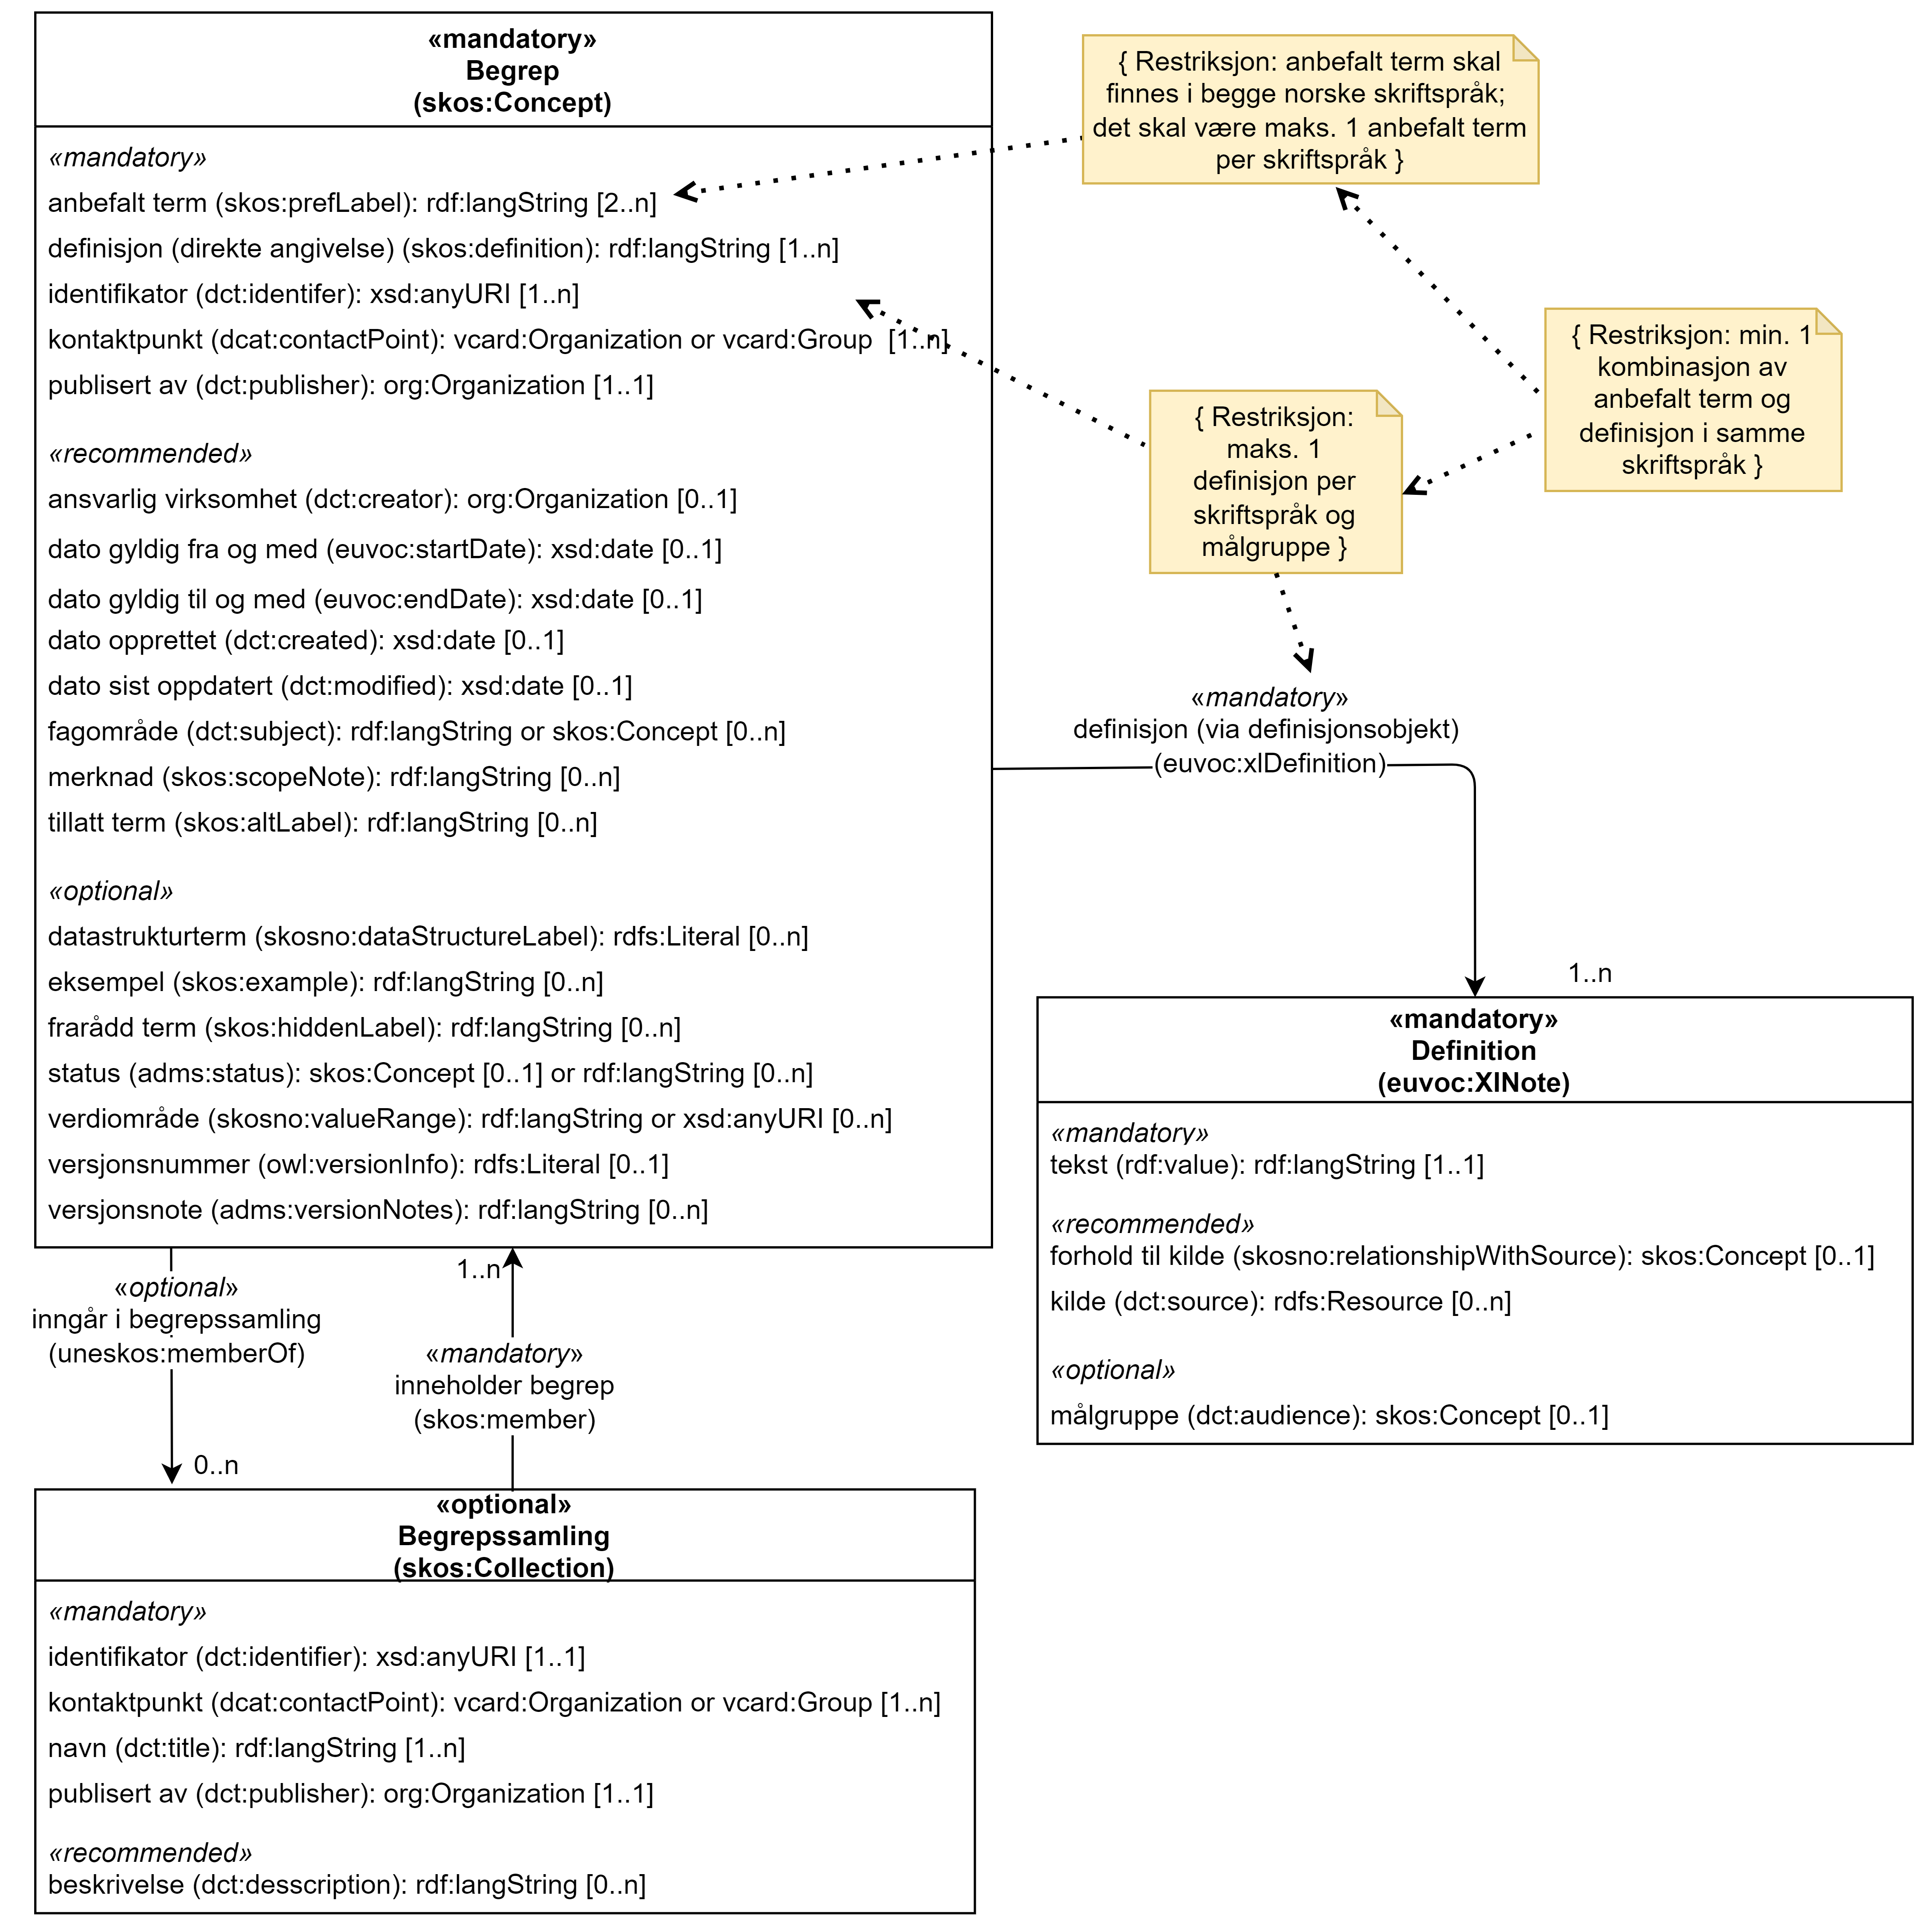 «mandatory»
Begrep
(skos:Concept)
«mandatory»
anbefalt term (skos:prefLabel): rdf:langString [2..n]
definisjon (direkte angivelse) (skos:definition): rdf:langString [1..n]
identifikator (dct:identifer): xsd:anyURI [1..n]
kontaktpunkt (dcat:contactPoint): vcard:Organization or vcard:Group  [1..n]
publisert av (dct:publisher): org:Organization [1..1]
«recommended»
ansvarlig virksomhet (dct:creator): org:Organization [0..1]
dato gyldig fra og med (euvoc:startDate): xsd:date [0..1]
dato gyldig til og med (euvoc:endDate): xsd:date [0..1]
dato opprettet (dct:created): xsd:date [0..1]
dato sist oppdatert (dct:modified): xsd:date [0..1]
fagområde (dct:subject): rdf:langString or skos:Concept [0..n]
merknad (skos:scopeNote): rdf:langString [0..n]
tillatt term (skos:altLabel): rdf:langString [0..n]
«optional»
datastrukturterm (skosno:dataStructureLabel): rdfs:Literal [0..n]
eksempel (skos:example): rdf:langString [0..n]
frarådd term (skos:hiddenLabel): rdf:langString [0..n]
status (adms:status): skos:Concept [0..1] or rdf:langString [0..n]
verdiområde (skosno:valueRange): rdf:langString or xsd:anyURI [0..n]
versjonsnummer (owl:versionInfo): rdfs:Literal [0..1]
versjonsnote (adms:versionNotes): rdf:langString [0..n]
{ Restriksjon: anbefalt term skal
finnes i begge norske skriftspråk;
det skal være maks. 1 anbefalt term
per skriftspråk }
{ Restriksjon: min. 1
kombinasjon av
anbefalt term og
definisjon i samme
skriftspråk }
{ Restriksjon:
maks. 1
definisjon per
skriftspråk og
målgruppe }
«mandatory»
definisjon (via definisjonsobjekt)
(euvoc:xlDefinition)
1..n
«mandatory»
Definition
(euvoc:XlNote)
«mandatory»
tekst (rdf:value): rdf:langString [1..1]
«recommended»
forhold til kilde (skosno:relationshipWithSource): skos:Concept [0..1]
kilde (dct:source): rdfs:Resource [0..n]
«optional»
målgruppe (dct:audience): skos:Concept [0..1]
«optional»
inngår i begrepssamling
(uneskos:memberOf)
0..n
1..n
«mandatory»
inneholder begrep
(skos:member)
«optional»
Begrepssamling
(skos:Collection)
«mandatory»
identifikator (dct:identifier): xsd:anyURI [1..1]
kontaktpunkt (dcat:contactPoint): vcard:Organization or vcard:Group [1..n]
navn (dct:title): rdf:langString [1..n]
publisert av (dct:publisher): org:Organization [1..1]
«recommended»
beskrivelse (dct:desscription): rdf:langString [0..n]